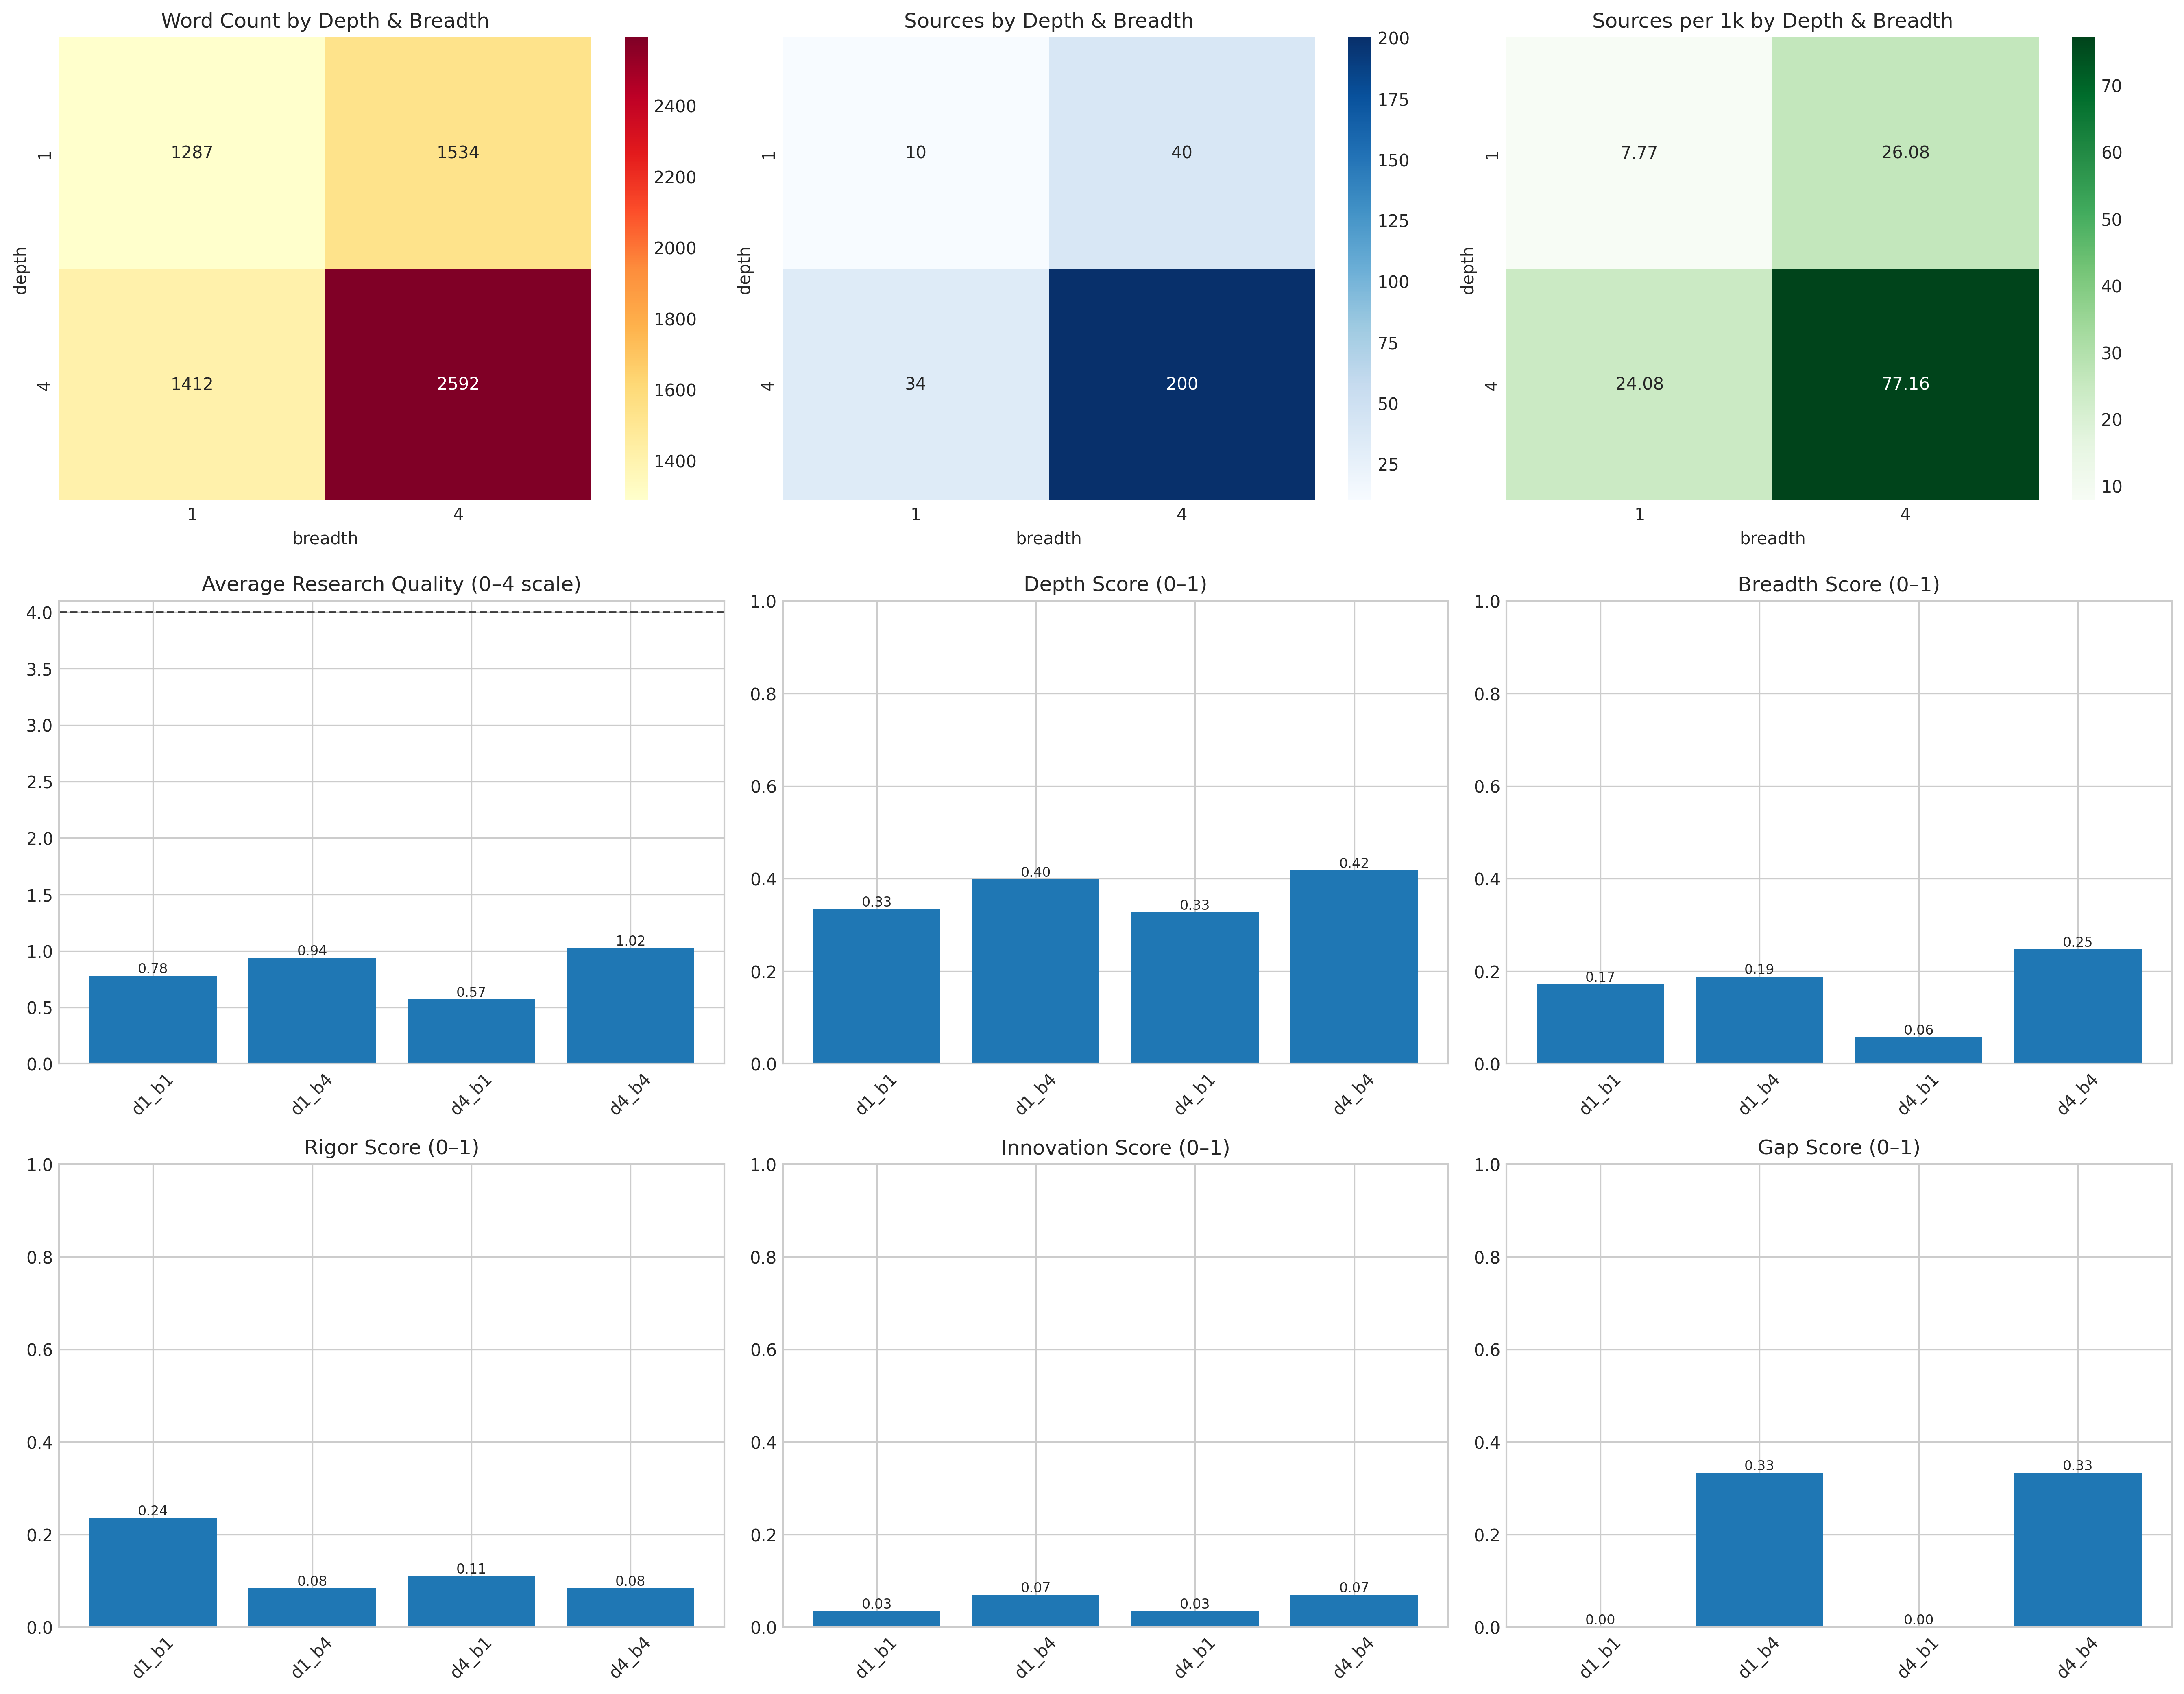 Word Count by Depth & Breadth
1287 1534
1412 2592
1
4
depth
1 4
breadth
2400
2200
2000
1800
1600
1400
Sources by Depth & Breadth
10 40
34 200
1
4
depth
1 4
breadth
200
175
150
125
100
75
50
25
Sources per 1k by Depth & Breadth
7.77 26.08
24.08 77.16
1
4
depth
1 4
breadth
70
60
50
40
30
20
10
Average Research Quality (0–4 scale)
4.0
3.5
3.0
2.5
2.0
1.5
1.0
0.5
0.0
0.78 0.94 0.57 1.02
d1_b1 d1_b4 d4_b1 d4_b4
Depth Score (0–1)
1.0
0.8
0.6
0.4
0.2
0.0
0.33 0.40 0.33 0.42
d1_b1 d1_b4 d4_b1 d4_b4
Breadth Score (0–1)
1.0
0.8
0.6
0.4
0.2
0.0
0.17 0.19 0.06 0.25
d1_b1 d1_b4 d4_b1 d4_b4
Rigor Score (0–1)
1.0
0.8
0.6
0.4
0.2
0.0
0.24 0.08 0.11 0.08
d1_b1 d1_b4 d4_b1 d4_b4
Innovation Score (0–1)
1.0
0.8
0.6
0.4
0.2
0.0
0.03 0.07 0.03 0.07
d1_b1 d1_b4 d4_b1 d4_b4
Gap Score (0–1)
1.0
0.8
0.6
0.4
0.2
0.0
0.00 0.33 0.00 0.33
d1_b1 d1_b4 d4_b1 d4_b4